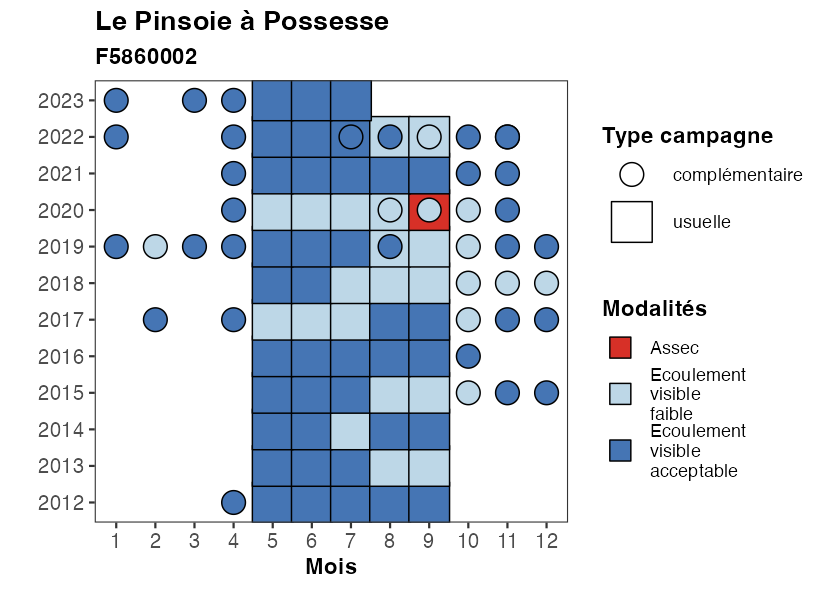 Le Pinsoie à Possesse
F5860002
2023
2022
2021
2020
2019
2018
2017
2016
2015
2014
2013
2012
1 2 3 4 5 6 7 8 9 10 11 12
Mois
Type campagne
complémentaire
usuelle
Modalités
Assec
Ecoulement
visible
faible
Ecoulement
visible
acceptable